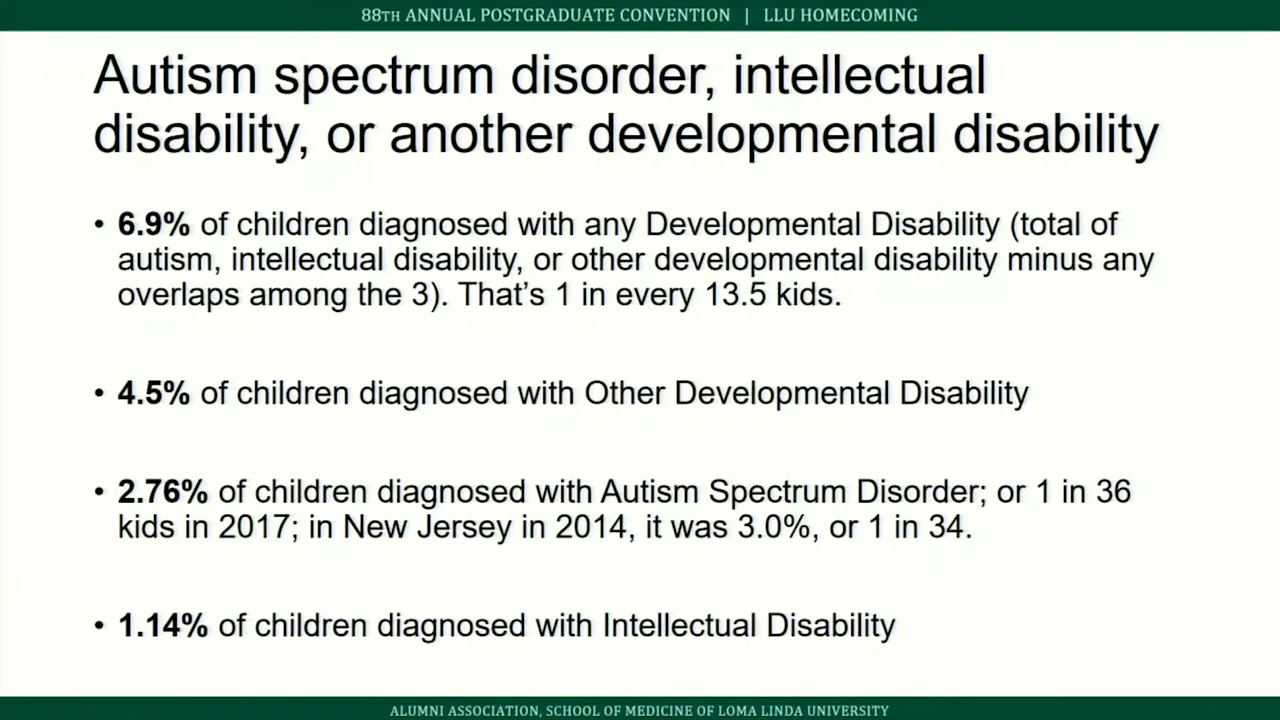 88TH ANNUAL POSTGRADUATE CONVENTION | LLU HOMECOMING
Autism spectrum disorder, intellectual
disability, or another developmental disability
• 6.9% of children diagnosed with any Developmental Disability (total of
autism, intellectual disability, or other developmental disability minus any
overlaps among the 3). That’s 1 in every 13.5 kids.
• 4.5% of children diagnosed with Other Developmental Disability
• 2.76% of children diagnosed with Autism Spectrum Disorder; or 1 in 36
kids in 2017; in New Jersey in 2014, it was 3.0%, or 1 in 34.
• 1.14% of children diagnosed with Intellectual Disability
ALUMNI ASSOCIATION, SCHOOL OF MEDICINE OF LOMA LINDA UNIVERSITY